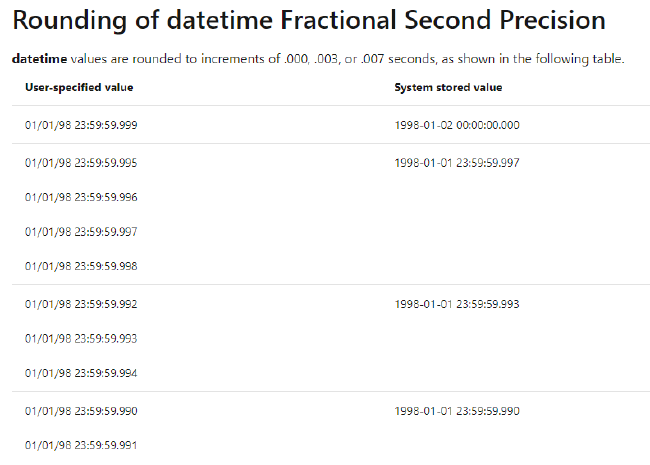 Rounding of datetime Fractional Second Precision
datetime values are rounded to increments of .000, .003, or .007 seconds, as shown in the following table.
User-specified value System stored value
01/01/98 23:59:59.999 1998-01-02 00:00:00.000
01/01/98 23:59:59.995 1998-01-01 23:59:59.997
01/01/98 23:59:59.996
01/01/98 23:59:59.997
01/01/98 23:59:59.998
01/01/98 23:59:59.992 1998-01-01 23:59:59.993
01/01/98 23:59:59.993
01/01/98 23:59:59.994
01/01/98 23:59:59.990 1998-01-01 23:59:59.990
01/01/98 23:59:59.991